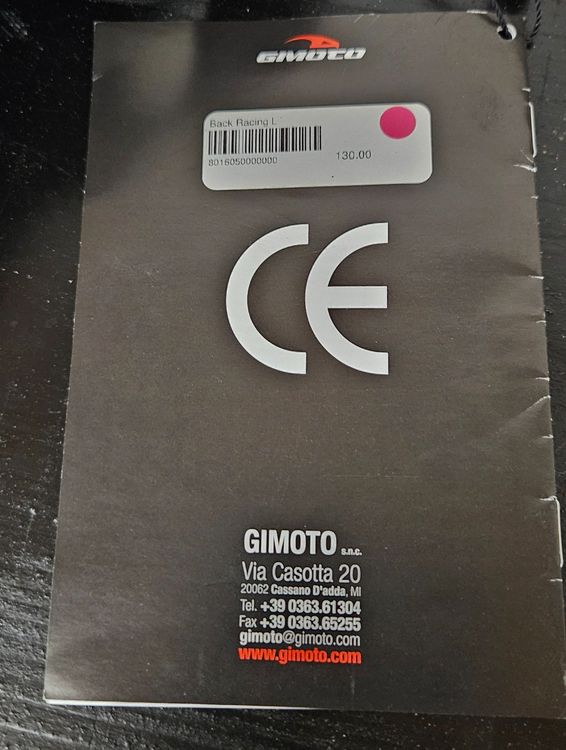 GIMOTO
Back Racing L
8016050000000
130.00
CE
GIMOTO s.n.c.
Via Casotta 20
20062 Cassano D'adda, MI
Tel. +39 0363.61304
Fax +39 0363.65255
gimoto@gimoto.com
www.gimoto.com